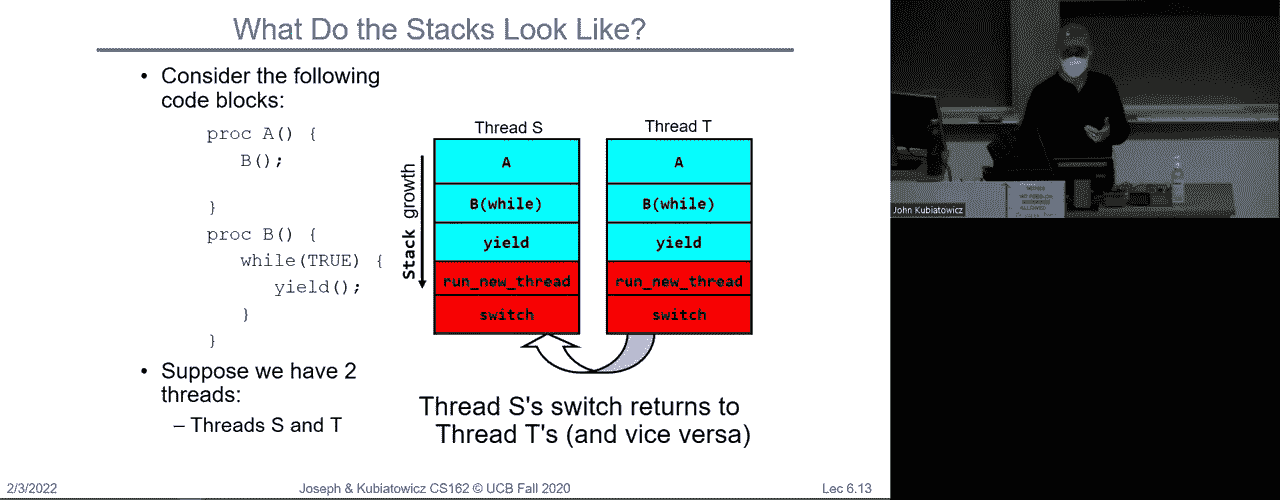 What Do the Stacks Look Like?
• Consider the following
code blocks:
proc A() {
B();
}
proc B() {
while(TRUE) {
yield();
}
}
• Suppose we have 2
threads:
– Threads S and T
Stack growth
Thread S
A
B(while)
yield
run_new_thread
switch
Thread T
A
B(while)
yield
run_new_thread
switch
Thread S's switch returns to
Thread T's (and vice versa)
2/3/2022
Joseph & Kubiatowicz CS162 © UCB Fall 2020
Lec 6.13
John Kubiatowicz